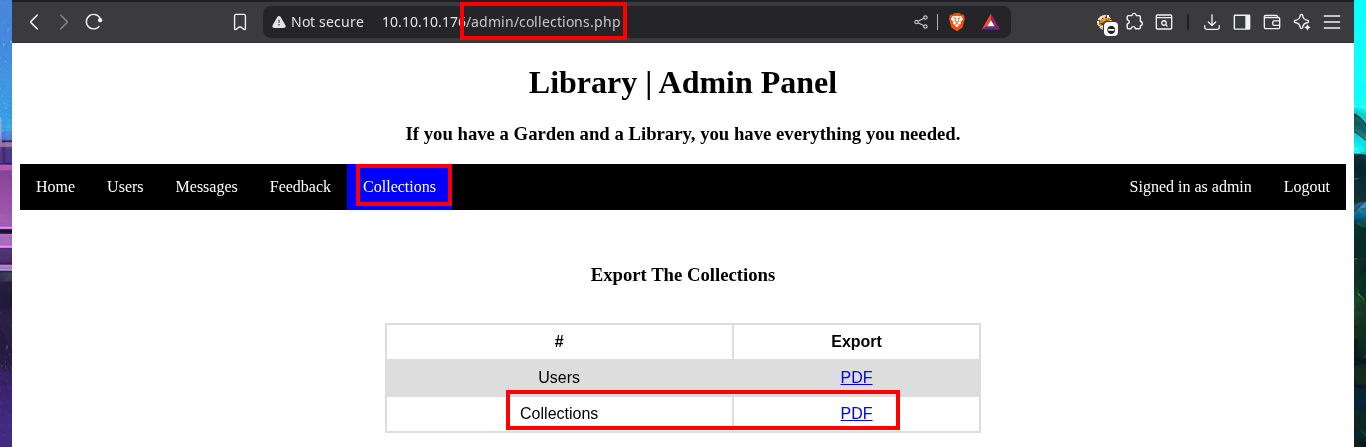 Not secure 10.10.10.176/admin/collections.php
Library | Admin Panel
If you have a Garden and a Library, you have everything you needed.
Home Users Messages Feedback Collections Signed in as admin Logout
Export The Collections
# Export
Users PDF
Collections PDF